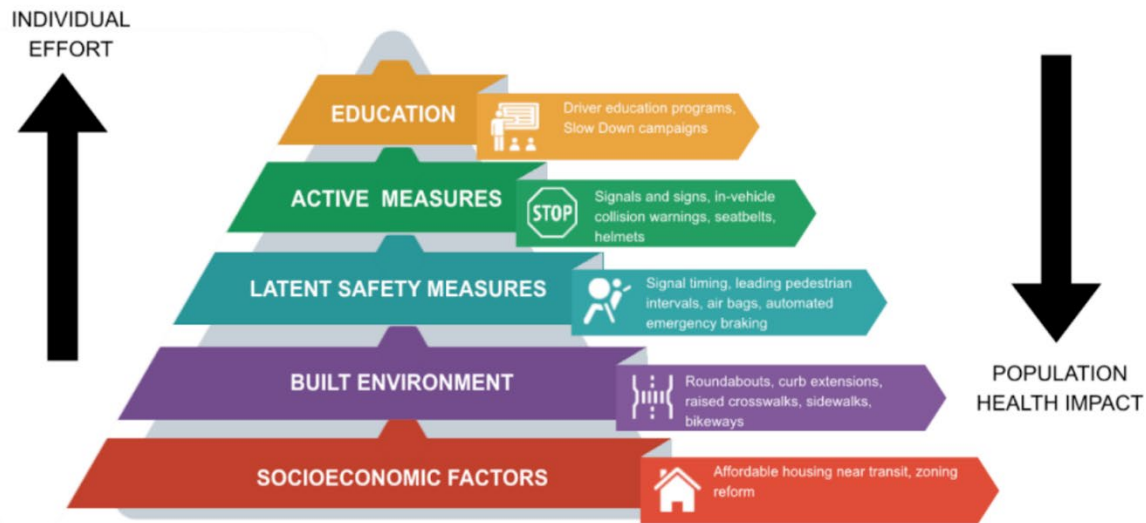 INDIVIDUAL
EFFORT
EDUCATION
Driver education programs,
Slow Down campaigns
ACTIVE MEASURES
STOP
Signals and signs, in-vehicle
collision warnings, seatbelts,
helmets
LATENT SAFETY MEASURES
Signal timing, leading pedestrian
intervals, air bags, automated
emergency braking
BUILT ENVIRONMENT
Roundabouts, curb extensions,
raised crosswalks, sidewalks,
bikeways
SOCIOECONOMIC FACTORS
Affordable housing near transit, zoning
reform
POPULATION
HEALTH IMPACT